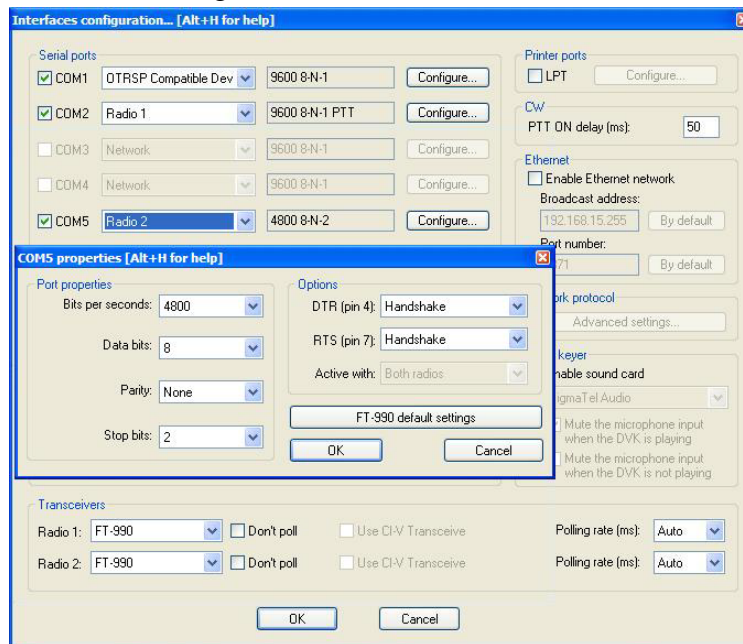 Interfaces configuration... [Alt+H for help]
Serial ports
COM1 OTRSP Compatible Dev 9600 8-N-1 Configure...
COM2 Radio 1 9600 8-N-1 PTT Configure...
COM3 Network 9600 8-N-1 Configure...
COM4 Network 9600 8-N-1 Configure...
COM5 Radio 2 4800 8-N-2 Configure...
Printer ports
LPT Configure...
CW
PTT ON delay (ms): 50
Ethernet
Enable Ethernet network
Broadcast address:
192.168.15.255 By default
Port number:
71 By default
ork protocol
Advanced settings...
keyer
nable sound card
igmaTel Audio
Mute the microphone input
when the DVK is playing
Mute the microphone input
when the DVK is not playing
COM5 properties [Alt+H for help]
Port properties
Bits per seconds: 4800
Data bits: 8
Parity: None
Stop bits: 2
Options
DTR (pin 4): Handshake
RTS (pin 7): Handshake
Active with: Both radios
FT-990 default settings
OK Cancel
Transceivers
Radio 1: FT-990 Don't poll Use CI-V Transceive Polling rate (ms): Auto
Radio 2: FT-990 Don't poll Use CI-V Transceive Polling rate (ms): Auto
OK Cancel